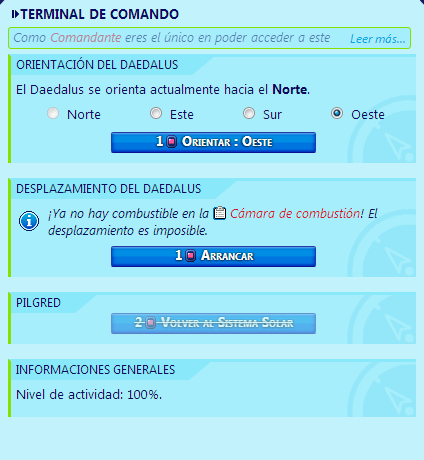 TERMINAL DE COMANDO
Como Comandante eres el único en poder acceder a este Leer más...
ORIENTACIÓN DEL DAEDALUS
El Daedalus se orienta actualmente hacia el Norte.
Norte Este Sur Oeste
1 Orientar : Oeste
DESPLAZAMIENTO DEL DAEDALUS
¡Ya no hay combustible en la Cámara de combustión! El
desplazamiento es imposible.
1 Arrancar
PILGRED
2 Volver al Sistema Solar
INFORMACIONES GENERALES
Nivel de actividad: 100%.